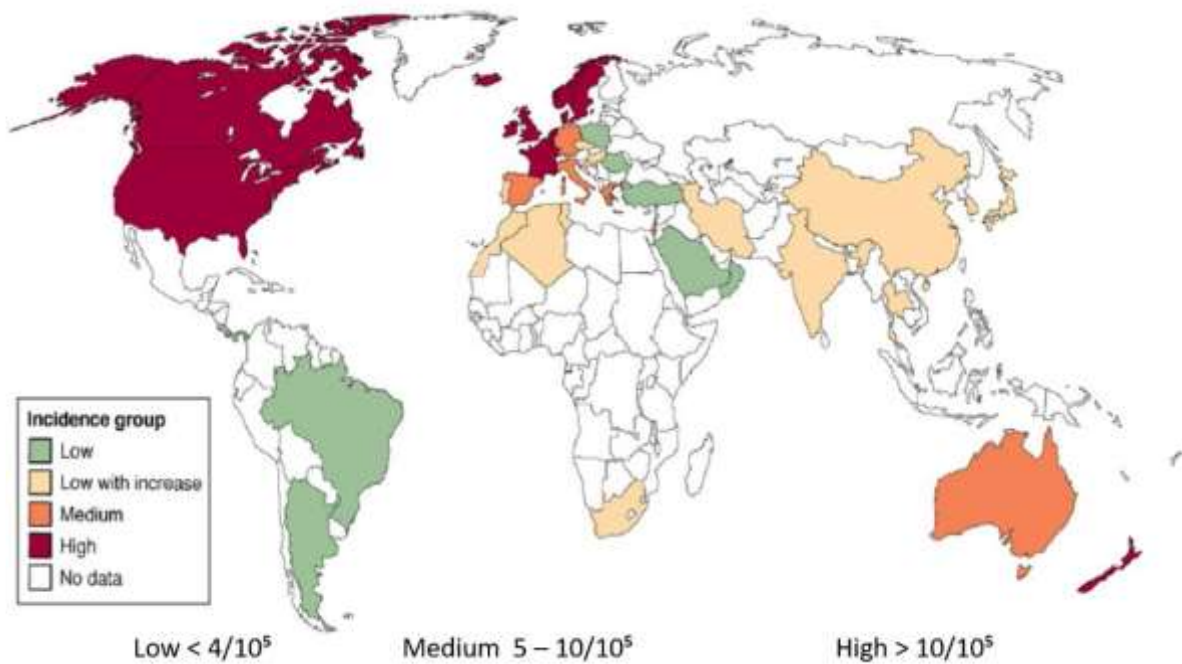 Incidence group
Low
Low with increase
Medium
High
No data
Low < 4/10⁵ Medium 5 – 10/10⁵ High > 10/10⁵